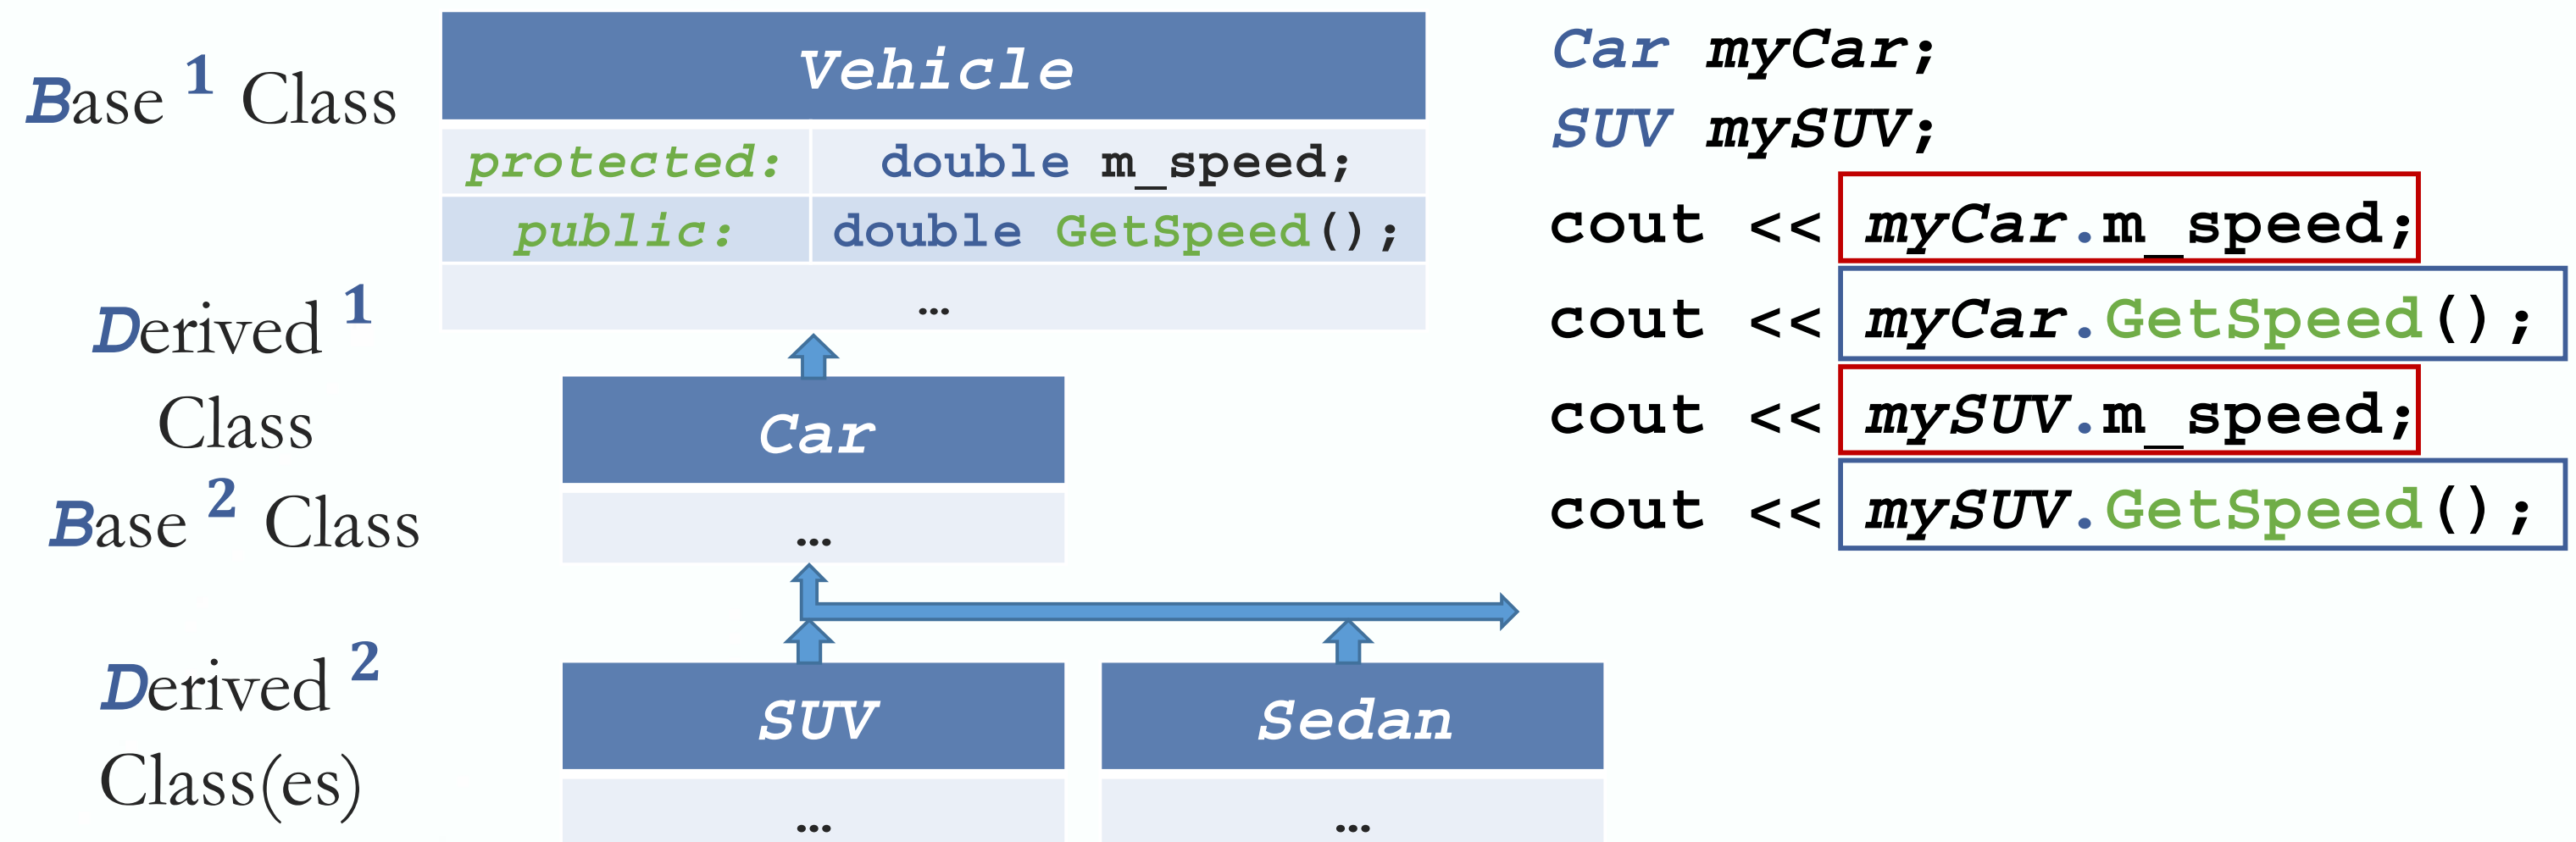 Base 1 Class
Vehicle
protected: double m_speed;
public: double GetSpeed();
…
Derived 1
Class
Base 2 Class
Car
…
Derived 2
Class(es)
SUV
…
Sedan
…
Car myCar;
SUV mySUV;
cout << myCar.m_speed;
cout << myCar.GetSpeed();
cout << mySUV.m_speed;
cout << mySUV.GetSpeed();